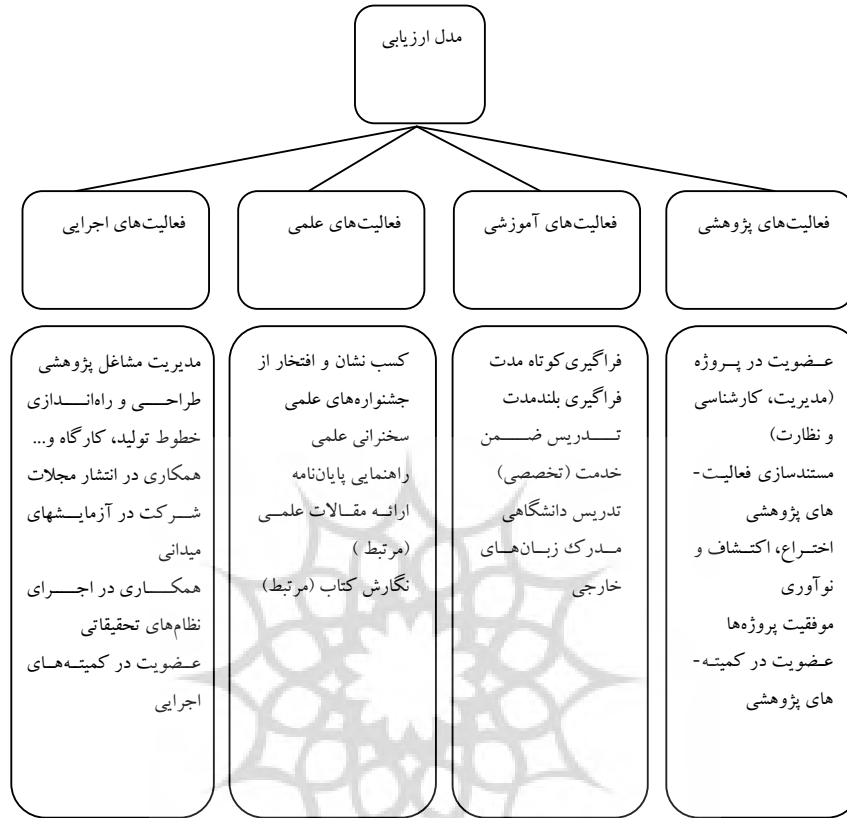 مدل ارزیابی
فعالیت‌های پژوهشی
فعالیت‌های آموزشی
فعالیت‌های علمی
فعالیت‌های اجرایی
عضویت در پروژه
(مدیریت، کارشناسی
و نظارت)
مستندسازی فعالیت-
های پژوهشی
اختراع، اکتشاف و
نوآوری
موفقیت پروژه‌ها
عضویت در کمیته-
های پژوهشی
فراگیری کوتاه مدت
فراگیری بلندمدت
تدریس ضمن
خدمت (تخصصی)
تدریس دانشگاهی
مدرک زبان‌های
خارجی
کسب نشان و افتخار از
جشنواره‌های علمی
سخنرانی علمی
راهنمایی پایان‌نامه
ارائه مقالات علمی
(مرتبط )
نگارش کتاب (مرتبط)
مدیریت مشاغل پژوهشی
طراحی و راه‌اندازی
خطوط تولید، کارگاه و...
همکاری در انتشار مجلات
شرکت در آزمایشهای
میدانی
همکاری در اجرای
نظام‌های تحقیقاتی
عضویت در کمیته‌های
اجرایی